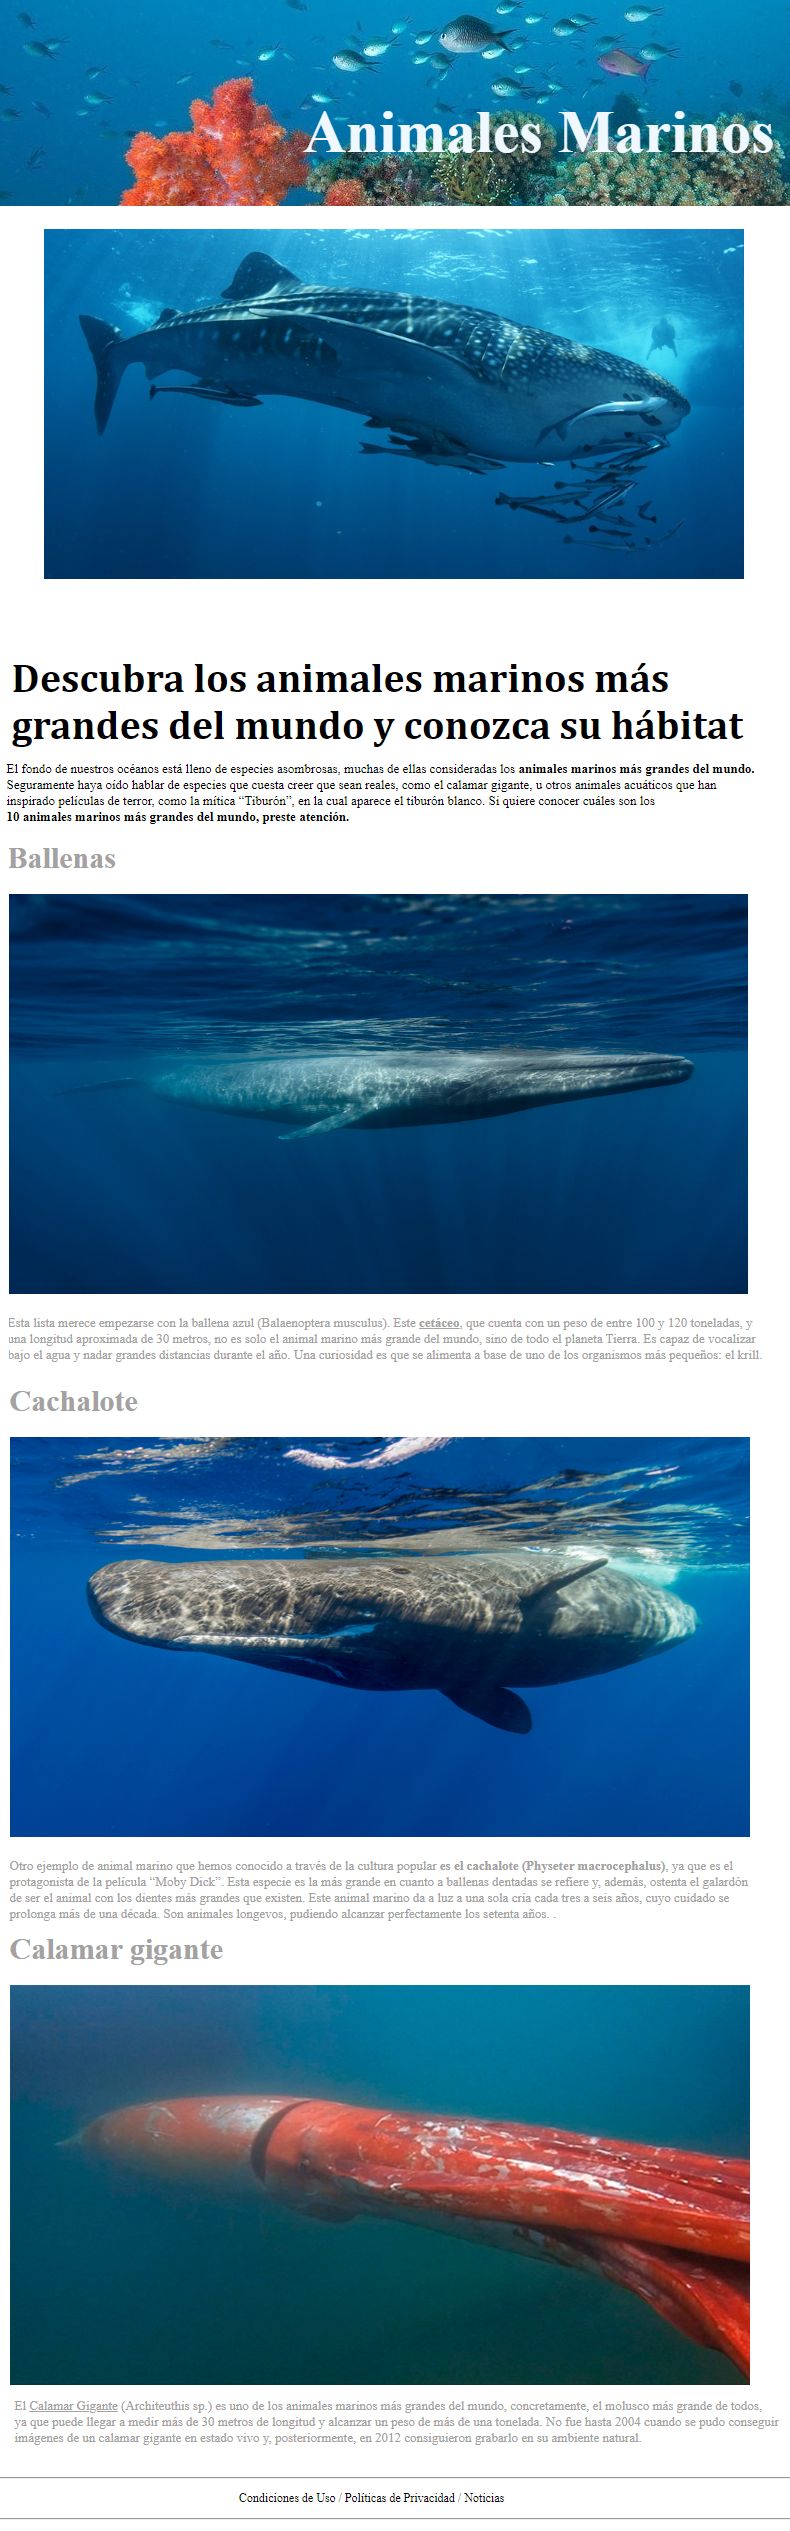 Animales Marinos
Descubra los animales marinos más
grandes del mundo y conozca su hábitat
El fondo de nuestros océanos está lleno de especies asombrosas, muchas de ellas consideradas los animales marinos más grandes del mundo.
Seguramente haya oído hablar de especies que cuesta creer que sean reales, como el calamar gigante, u otros animales acuáticos que han
inspirado películas de terror, como la mítica “Tiburón”, en la cual aparece el tiburón blanco. Si quiere conocer cuáles son los
10 animales marinos más grandes del mundo, preste atención.
Ballenas
Esta lista merece empezarse con la ballena azul (Balaenoptera musculus). Este cetáceo, que cuenta con un peso de entre 100 y 120 toneladas, y
una longitud aproximada de 30 metros, no es solo el animal marino más grande del mundo, sino de todo el planeta Tierra. Es capaz de vocalizar
bajo el agua y nadar grandes distancias durante el año. Una curiosidad es que se alimenta a base de uno de los organismos más pequeños: el krill.
Cachalote
Otro ejemplo de animal marino que hemos conocido a través de la cultura popular es el cachalote (Physeter macrocephalus), ya que es el
protagonista de la película “Moby Dick”. Esta especie es la más grande en cuanto a ballenas dentadas se refiere y, además, ostenta el galardón
de ser el animal con los dientes más grandes que existen. Este animal marino da a luz a una sola cría cada tres a seis años, cuyo cuidado se
prolonga más de una década. Son animales longevos, pudiendo alcanzar perfectamente los setenta años. .
Calamar gigante
El Calamar Gigante (Architeuthis sp.) es uno de los animales marinos más grandes del mundo, concretamente, el molusco más grande de todos,
ya que puede llegar a medir más de 30 metros de longitud y alcanzar un peso de más de una tonelada. No fue hasta 2004 cuando se pudo conseguir
imágenes de un calamar gigante en estado vivo y, posteriormente, en 2012 consiguieron grabarlo en su ambiente natural.
Condiciones de Uso / Políticas de Privacidad / Noticias